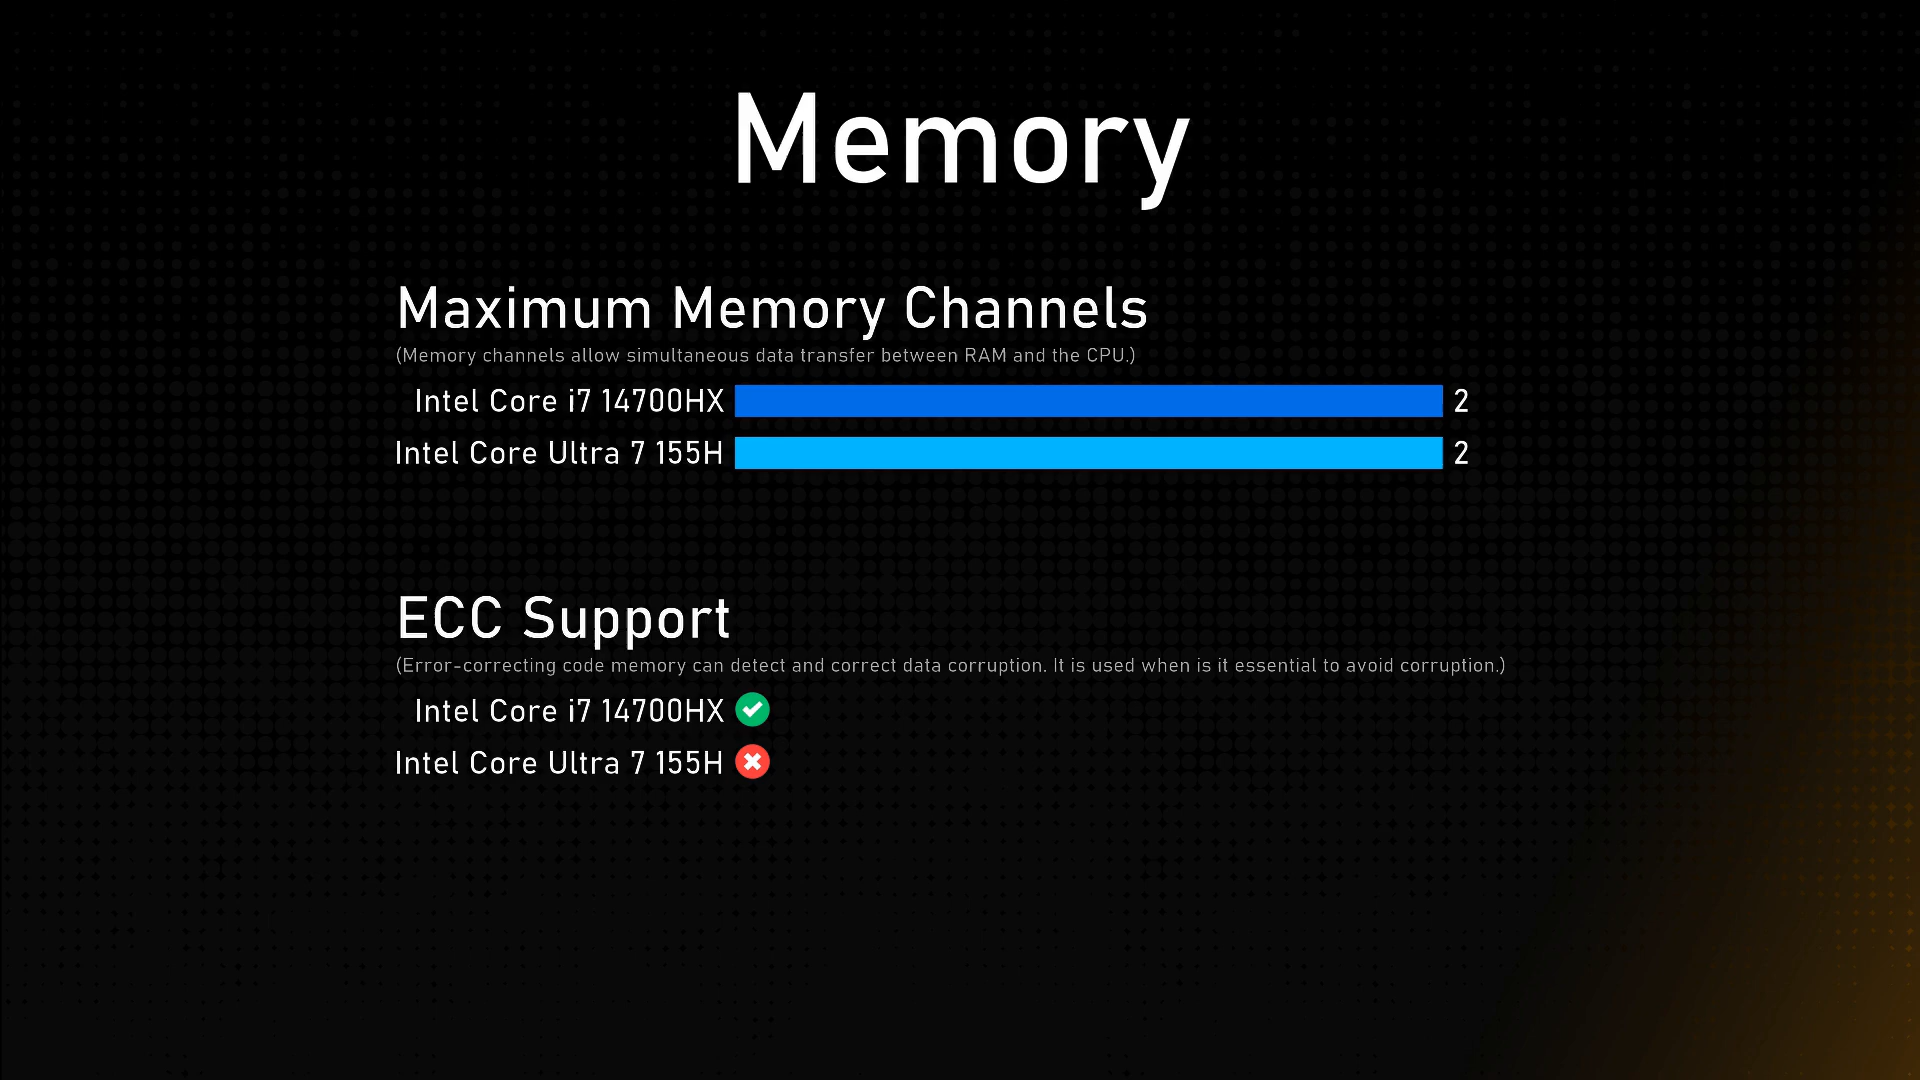 Memory
Maximum Memory Channels
(Memory channels allow simultaneous data transfer between RAM and the CPU.)
Intel Core i7 14700HX 2
Intel Core Ultra 7 155H 2
ECC Support
(Error-correcting code memory can detect and correct data corruption. It is used when is it essential to avoid corruption.)
Intel Core i7 14700HX
Intel Core Ultra 7 155H